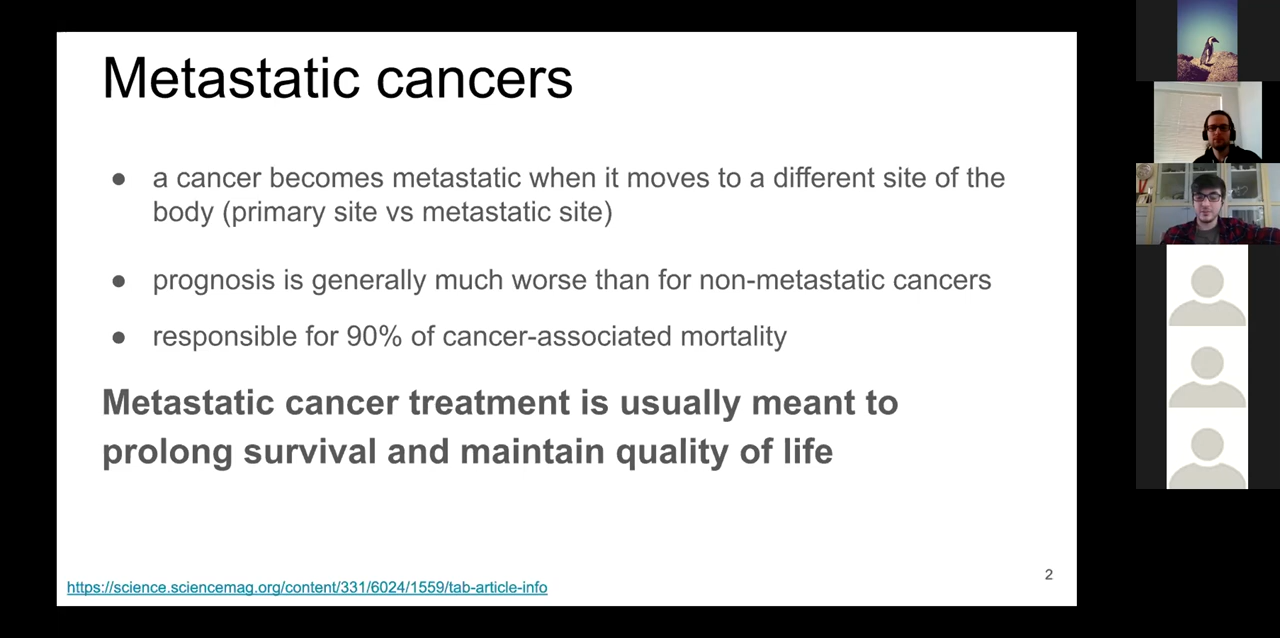 Metastatic cancers
● a cancer becomes metastatic when it moves to a different site of the
body (primary site vs metastatic site)
● prognosis is generally much worse than for non-metastatic cancers
● responsible for 90% of cancer-associated mortality
Metastatic cancer treatment is usually meant to
prolong survival and maintain quality of life
2
https://science.sciencemag.org/content/331/6024/1559/tab-article-info